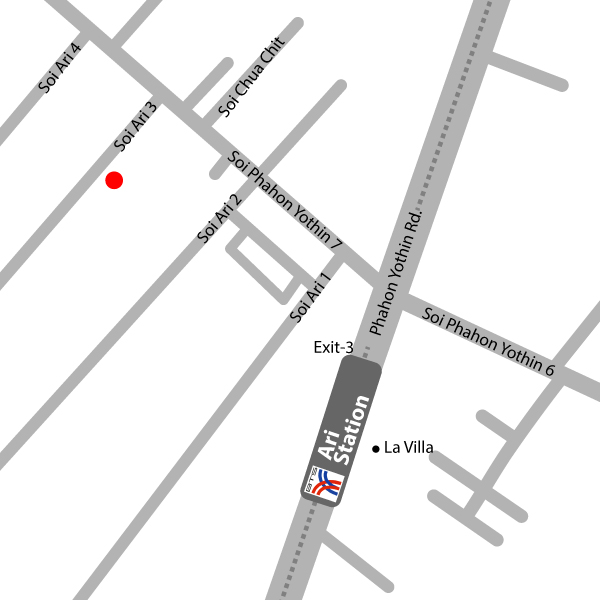 Soi Ari 4
Soi Ari 3
Soi Chua Chit
Soi Ari 2
Soi Phahon Yothin 7
Soi Ari 1
Phahon Yothin Rd.
Soi Phahon Yothin 6
Exit-3
Ari
Station
La Villa